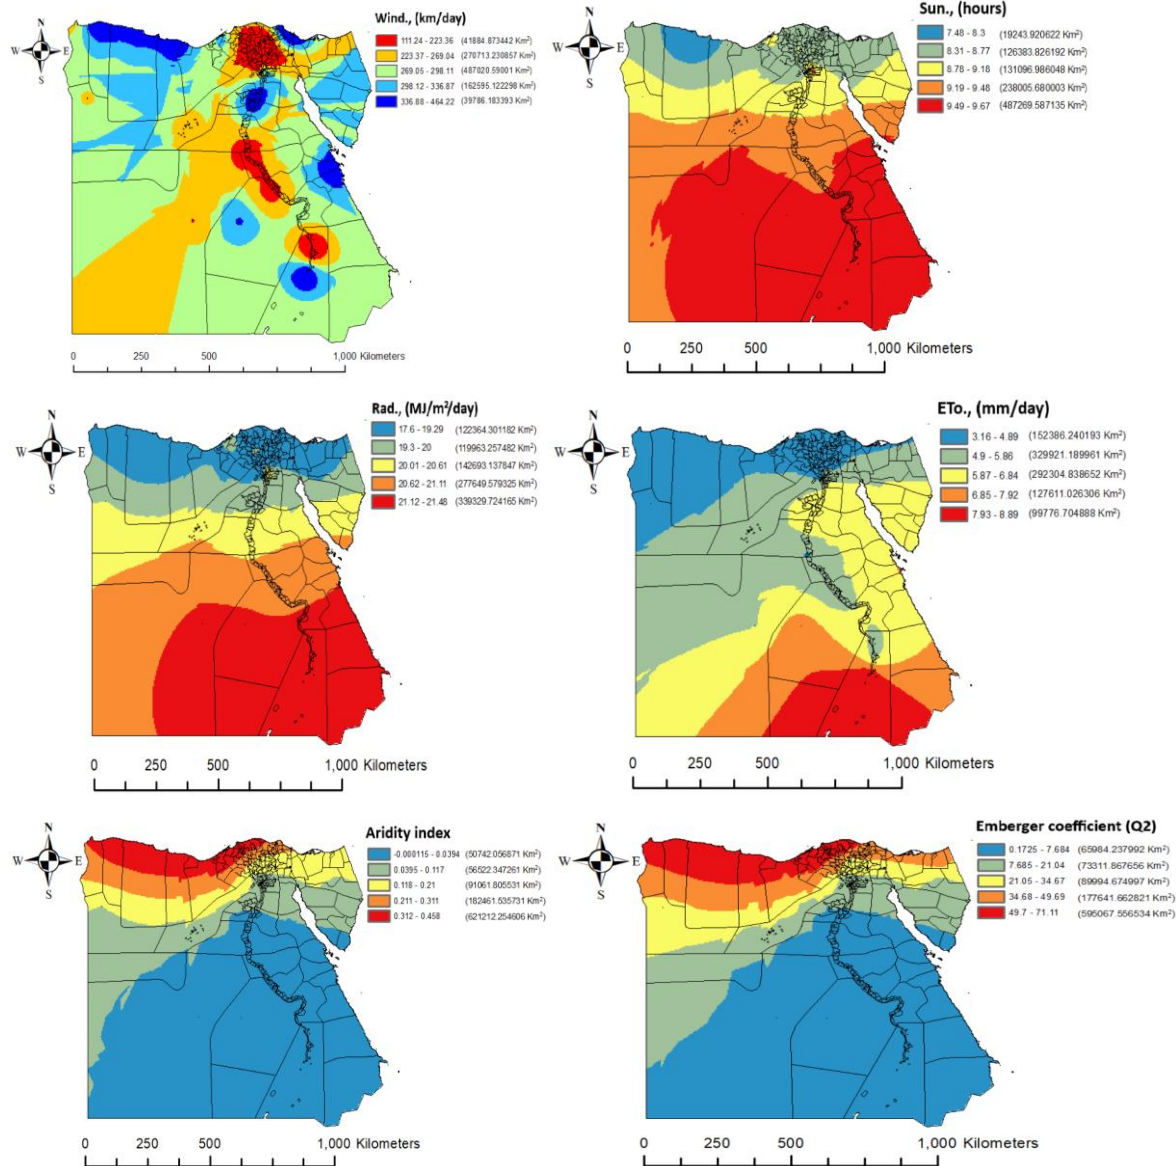 Wind., (km/day)
N
W E
S
111.24 - 223.36 (41884.873442 Km²)
223.37 - 269.04 (270713.230857 Km²)
269.05 - 298.11 (487020.59001 Km²)
298.12 - 336.87 (162595.122298 Km²)
336.88 - 464.22 (39786.183393 Km²)
0 250 500 1,000 Kilometers
Sun., (hours)
N
W E
S
7.48 - 8.3 (19243.920622 Km²)
8.31 - 8.77 (126383.826192 Km²)
8.78 - 9.18 (131096.986048 Km²)
9.19 - 9.48 (238005.680003 Km²)
9.49 - 9.67 (487269.587135 Km²)
0 250 500 1,000 Kilometers
Rad., (MJ/m²/day)
N
W E
S
17.6 - 19.29 (122364.301182 Km²)
19.3 - 20 (119963.257482 Km²)
20.01 - 20.61 (142693.137847 Km²)
20.62 - 21.11 (277649.579325 Km²)
21.12 - 21.48 (339329.724165 Km²)
0 250 500 1,000 Kilometers
ETo., (mm/day)
N
W E
S
3.16 - 4.89 (152386.240193 Km²)
4.9 - 5.86 (329921.189961 Km²)
5.87 - 6.84 (292304.838652 Km²)
6.85 - 7.92 (127611.026306 Km²)
7.93 - 8.89 (99776.704888 Km²)
0 250 500 1,000 Kilometers
Aridity index
N
W E
S
-0.000115 - 0.0394 (50742.056871 Km²)
0.0395 - 0.117 (56522.347261 Km²)
0.118 - 0.21 (91061.805531 Km²)
0.211 - 0.311 (182461.535731 Km²)
0.312 - 0.458 (621212.254606 Km²)
0 250 500 1,000 Kilometers
Emberger coefficient (Q2)
N
W E
S
0.1725 - 7.684 (65984.237992 Km²)
7.685 - 21.04 (73311.867656 Km²)
21.05 - 34.67 (89994.674997 Km²)
34.68 - 49.69 (177641.662821 Km²)
49.7 - 71.11 (595067.556534 Km²)
0 250 500 1,000 Kilometers